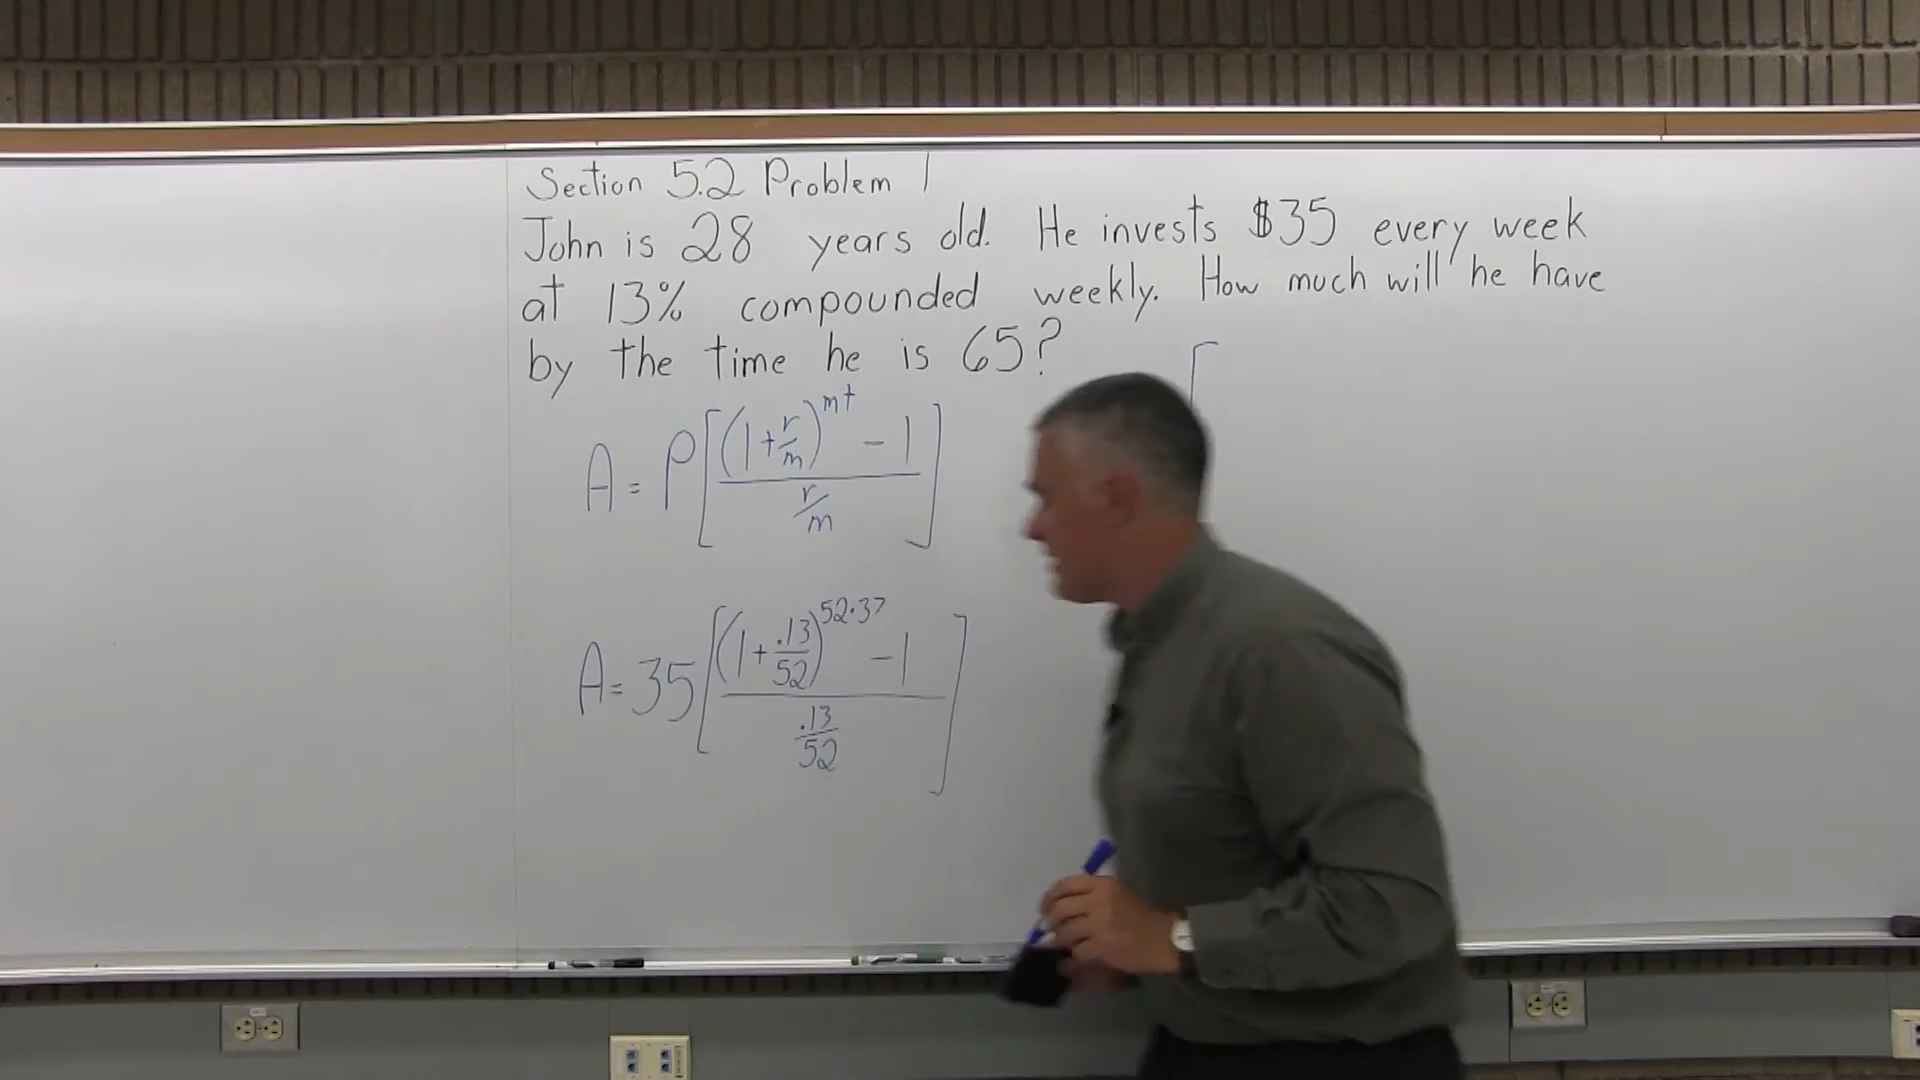 Section 5.2 Problem 1
John is 28 years old. He invests $35 every week
at 13% compounded weekly. How much will he have
by the time he is 65?
A = P[((1+r/m)^mt - 1)/(r/m)]
A = 35[((1+.13/52)^52·37 - 1)/(.13/52)]